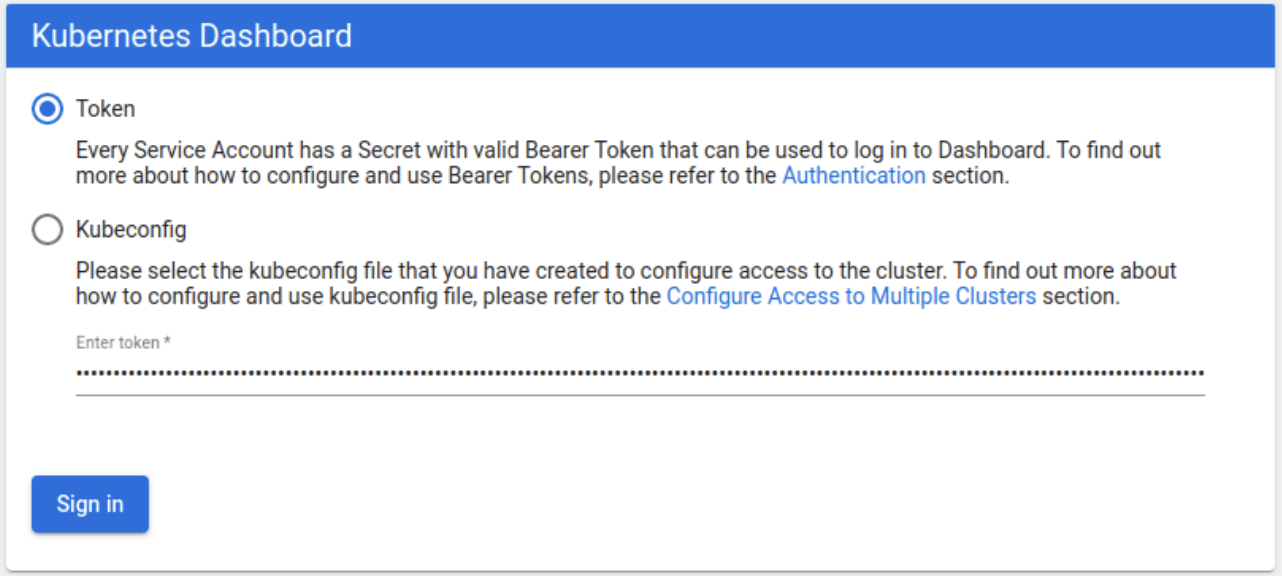 Kubernetes Dashboard
Token
Every Service Account has a Secret with valid Bearer Token that can be used to log in to Dashboard. To find out
more about how to configure and use Bearer Tokens, please refer to the Authentication section.
Kubeconfig
Please select the kubeconfig file that you have created to configure access to the cluster. To find out more about
how to configure and use kubeconfig file, please refer to the Configure Access to Multiple Clusters section.
Enter token *
Sign in